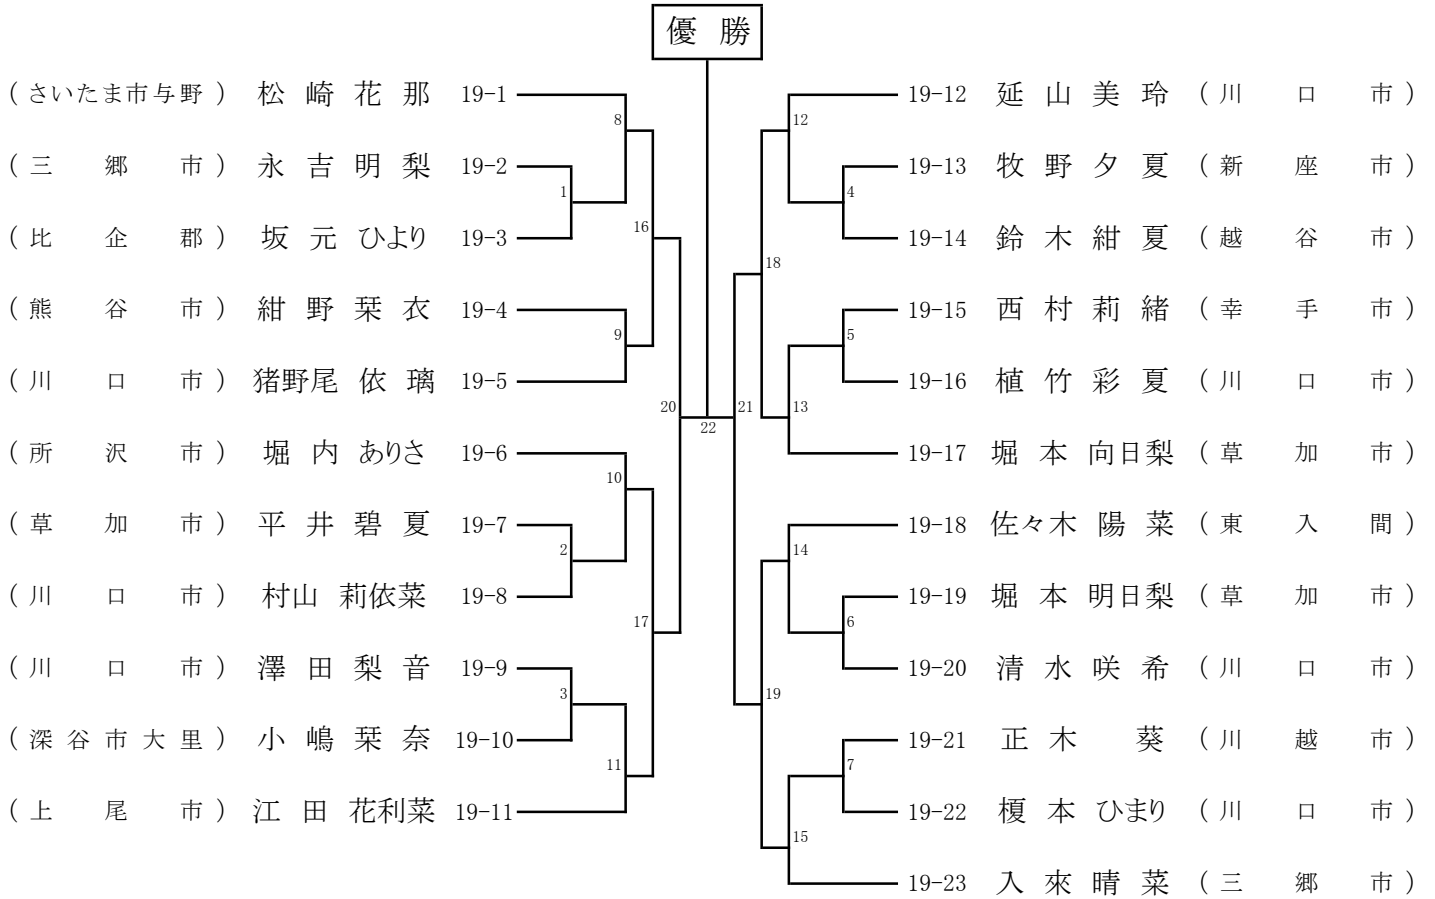 優 勝
( さいたま市与野 ) 松 崎 花 那 19-1
8
( 三 郷 市 ) 永 吉 明 梨 19-2
1
( 比 企 郡 ) 坂 元 ひより 19-3
16
( 熊 谷 市 ) 紺 野 栞 衣 19-4
9
( 川 口 市 ) 猪野尾 依 璃 19-5
20
22
( 所 沢 市 ) 堀 内 ありさ 19-6
10
( 草 加 市 ) 平 井 碧 夏 19-7
2
( 川 口 市 ) 村山 莉依菜 19-8
17
( 川 口 市 ) 澤 田 梨 音 19-9
3
( 深 谷 市 大 里 ) 小 嶋 栞 奈 19-10
11
( 上 尾 市 ) 江 田 花利菜 19-11
19-12 延 山 美 玲 ( 川 口 市 )
12
19-13 牧 野 夕 夏 ( 新 座 市 )
4
19-14 鈴 木 紺 夏 ( 越 谷 市 )
18
19-15 西 村 莉 緒 ( 幸 手 市 )
5
19-16 植 竹 彩 夏 ( 川 口 市 )
21
13
19-17 堀 本 向日梨 ( 草 加 市 )
19-18 佐々木 陽 菜 ( 東 入 間 )
14
19-19 堀 本 明日梨 ( 草 加 市 )
6
19-20 清 水 咲 希 ( 川 口 市 )
19
19-21 正 木 葵 ( 川 越 市 )
7
19-22 榎 本 ひまり ( 川 口 市 )
15
19-23 入 來 晴 菜 ( 三 郷 市 )